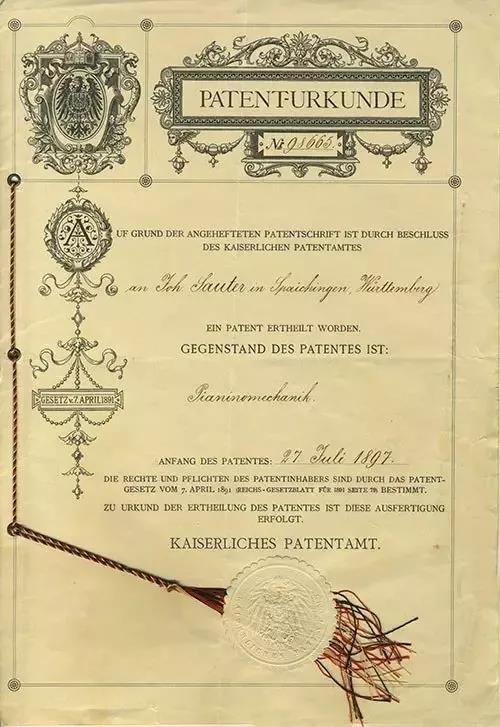 PATENT-URKUNDE
No. 98665.
AUF GRUND DER ANGEHEFTETEN PATENTSCHRIFT IST DURCH BESCHLUSS
DES KAISERLICHEN PATENTAMTES
an Joh. Sauter in Spaichingen, Württemberg
EIN PATENT ERTHEILT WORDEN.
GEGENSTAND DES PATENTES IST:
Pianinomechanik.
GESETZ v. 7. APRIL 1891
ANFANG DES PATENTES: 27 Juli 1897.
DIE RECHTE UND PFLICHTEN DES PATENTINHABERS SIND DURCH DAS PATENT-
GESETZ VOM 7. APRIL 1891 (REICHS-GESETZBLATT FÜR 1891 SEITE 79) BESTIMMT.
ZU URKUND DER ERTHEILUNG DES PATENTES IST DIESE AUSFERTIGUNG
ERFOLGT.
KAISERLICHES PATENTAMT.